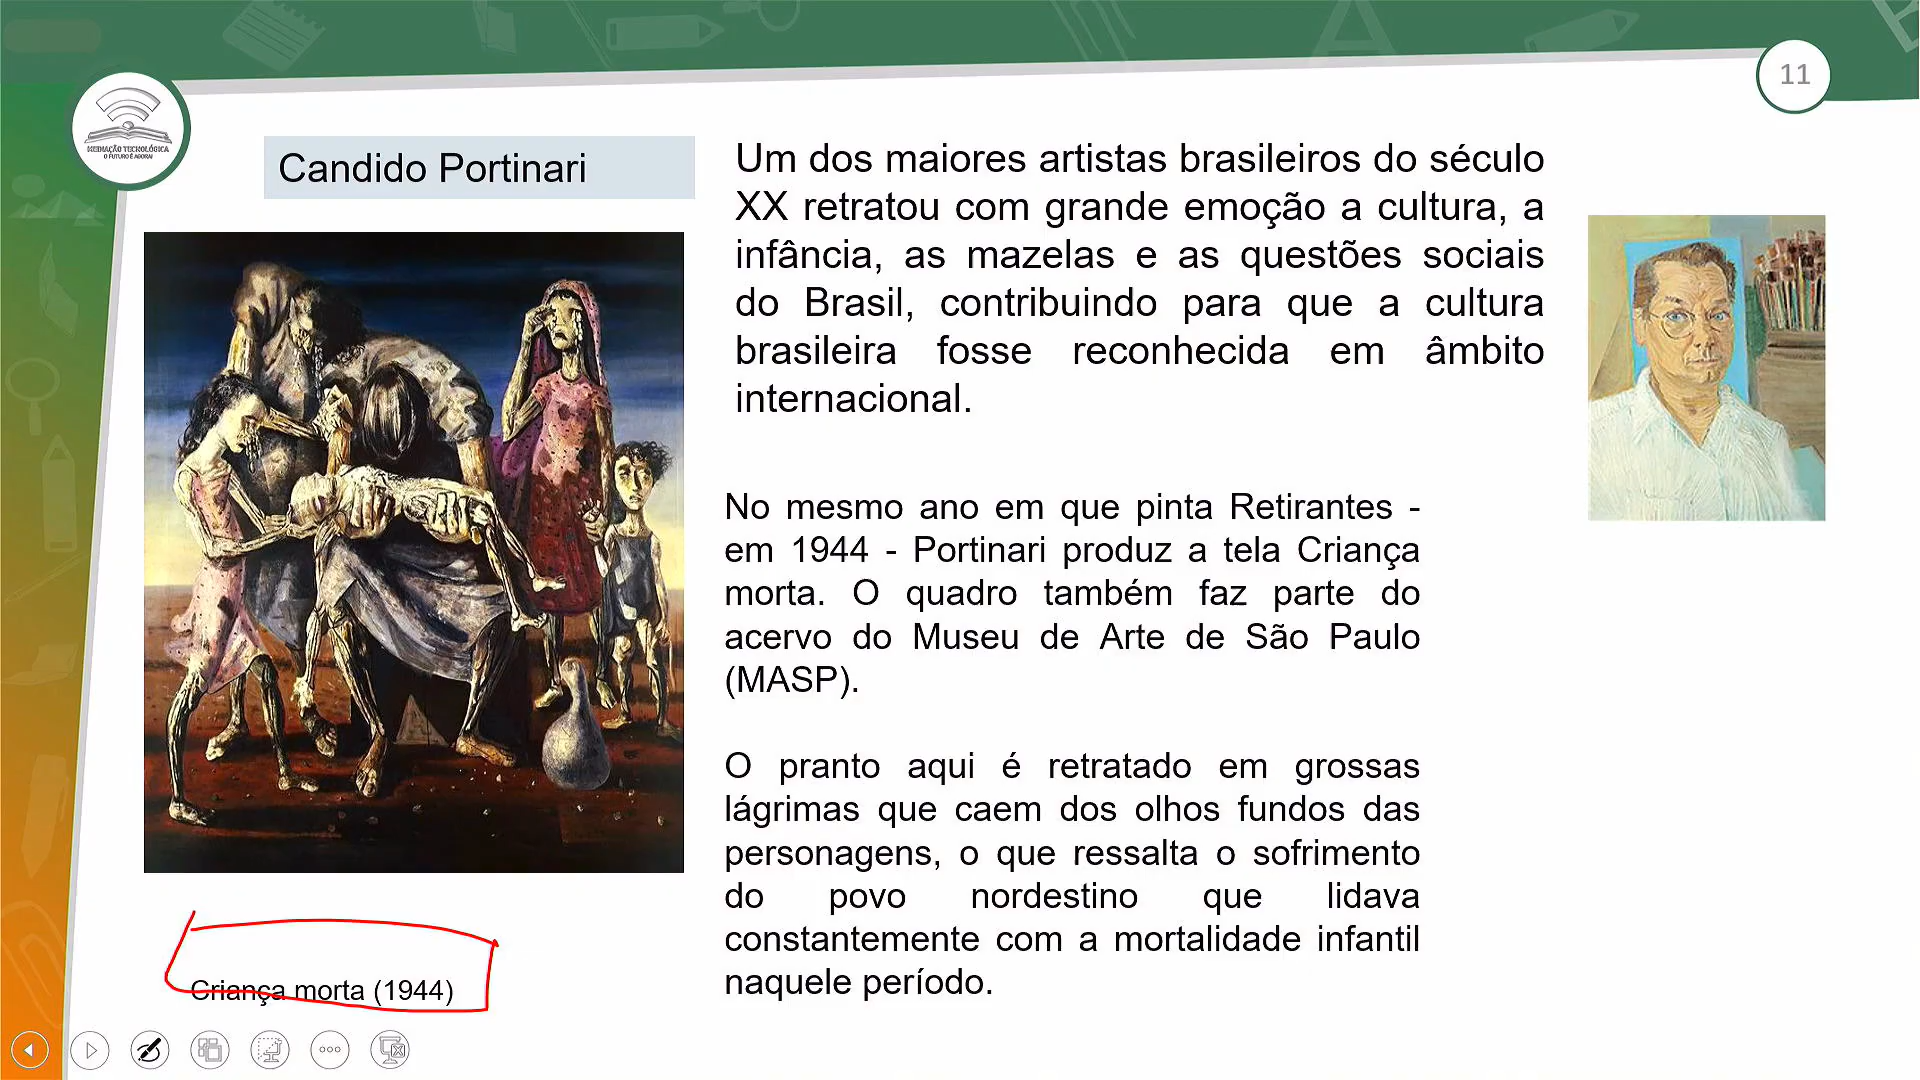 11
MEDIAÇÃO TECNOLÓGICA
O FUTURO É AGORA!
Candido Portinari
Um dos maiores artistas brasileiros do século
XX retratou com grande emoção a cultura, a
infância, as mazelas e as questões sociais
do Brasil, contribuindo para que a cultura
brasileira fosse reconhecida em âmbito
internacional.
No mesmo ano em que pinta Retirantes -
em 1944 - Portinari produz a tela Criança
morta. O quadro também faz parte do
acervo do Museu de Arte de São Paulo
(MASP).
O pranto aqui é retratado em grossas
lágrimas que caem dos olhos fundos das
personagens, o que ressalta o sofrimento
do povo nordestino que lidava
constantemente com a mortalidade infantil
naquele período.
Criança morta (1944)